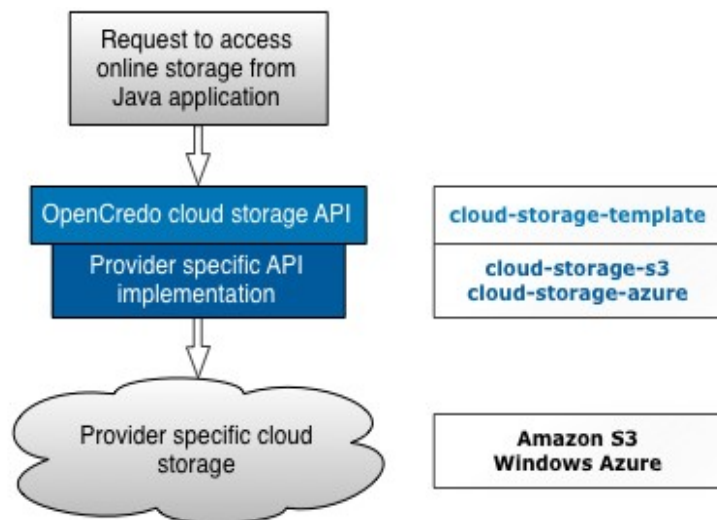 Request to access
online storage from
Java application
OpenCredo cloud storage API
cloud-storage-template
Provider specific API
implementation
cloud-storage-s3
cloud-storage-azure
Provider specific cloud
storage
Amazon S3
Windows Azure